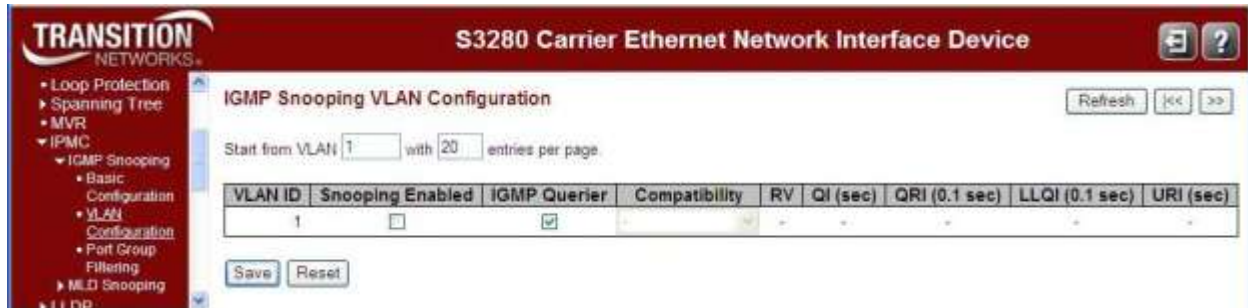 TRANSITION
NETWORKS®
S3280 Carrier Ethernet Network Interface Device
?
• Loop Protection
▶ Spanning Tree
• MVR
▼ IPMC
▼ IGMP Snooping
• Basic
Configuration
• VLAN
Configuration
• Port Group
Filtering
▶ MLD Snooping
▶ LLDP
IGMP Snooping VLAN Configuration
Refresh |<< >>
Start from VLAN 1 with 20 entries per page.
VLAN ID Snooping Enabled IGMP Querier Compatibility RV QI (sec) QRI (0.1 sec) LLQI (0.1 sec) URI (sec)
1 - - - - - -
Save Reset